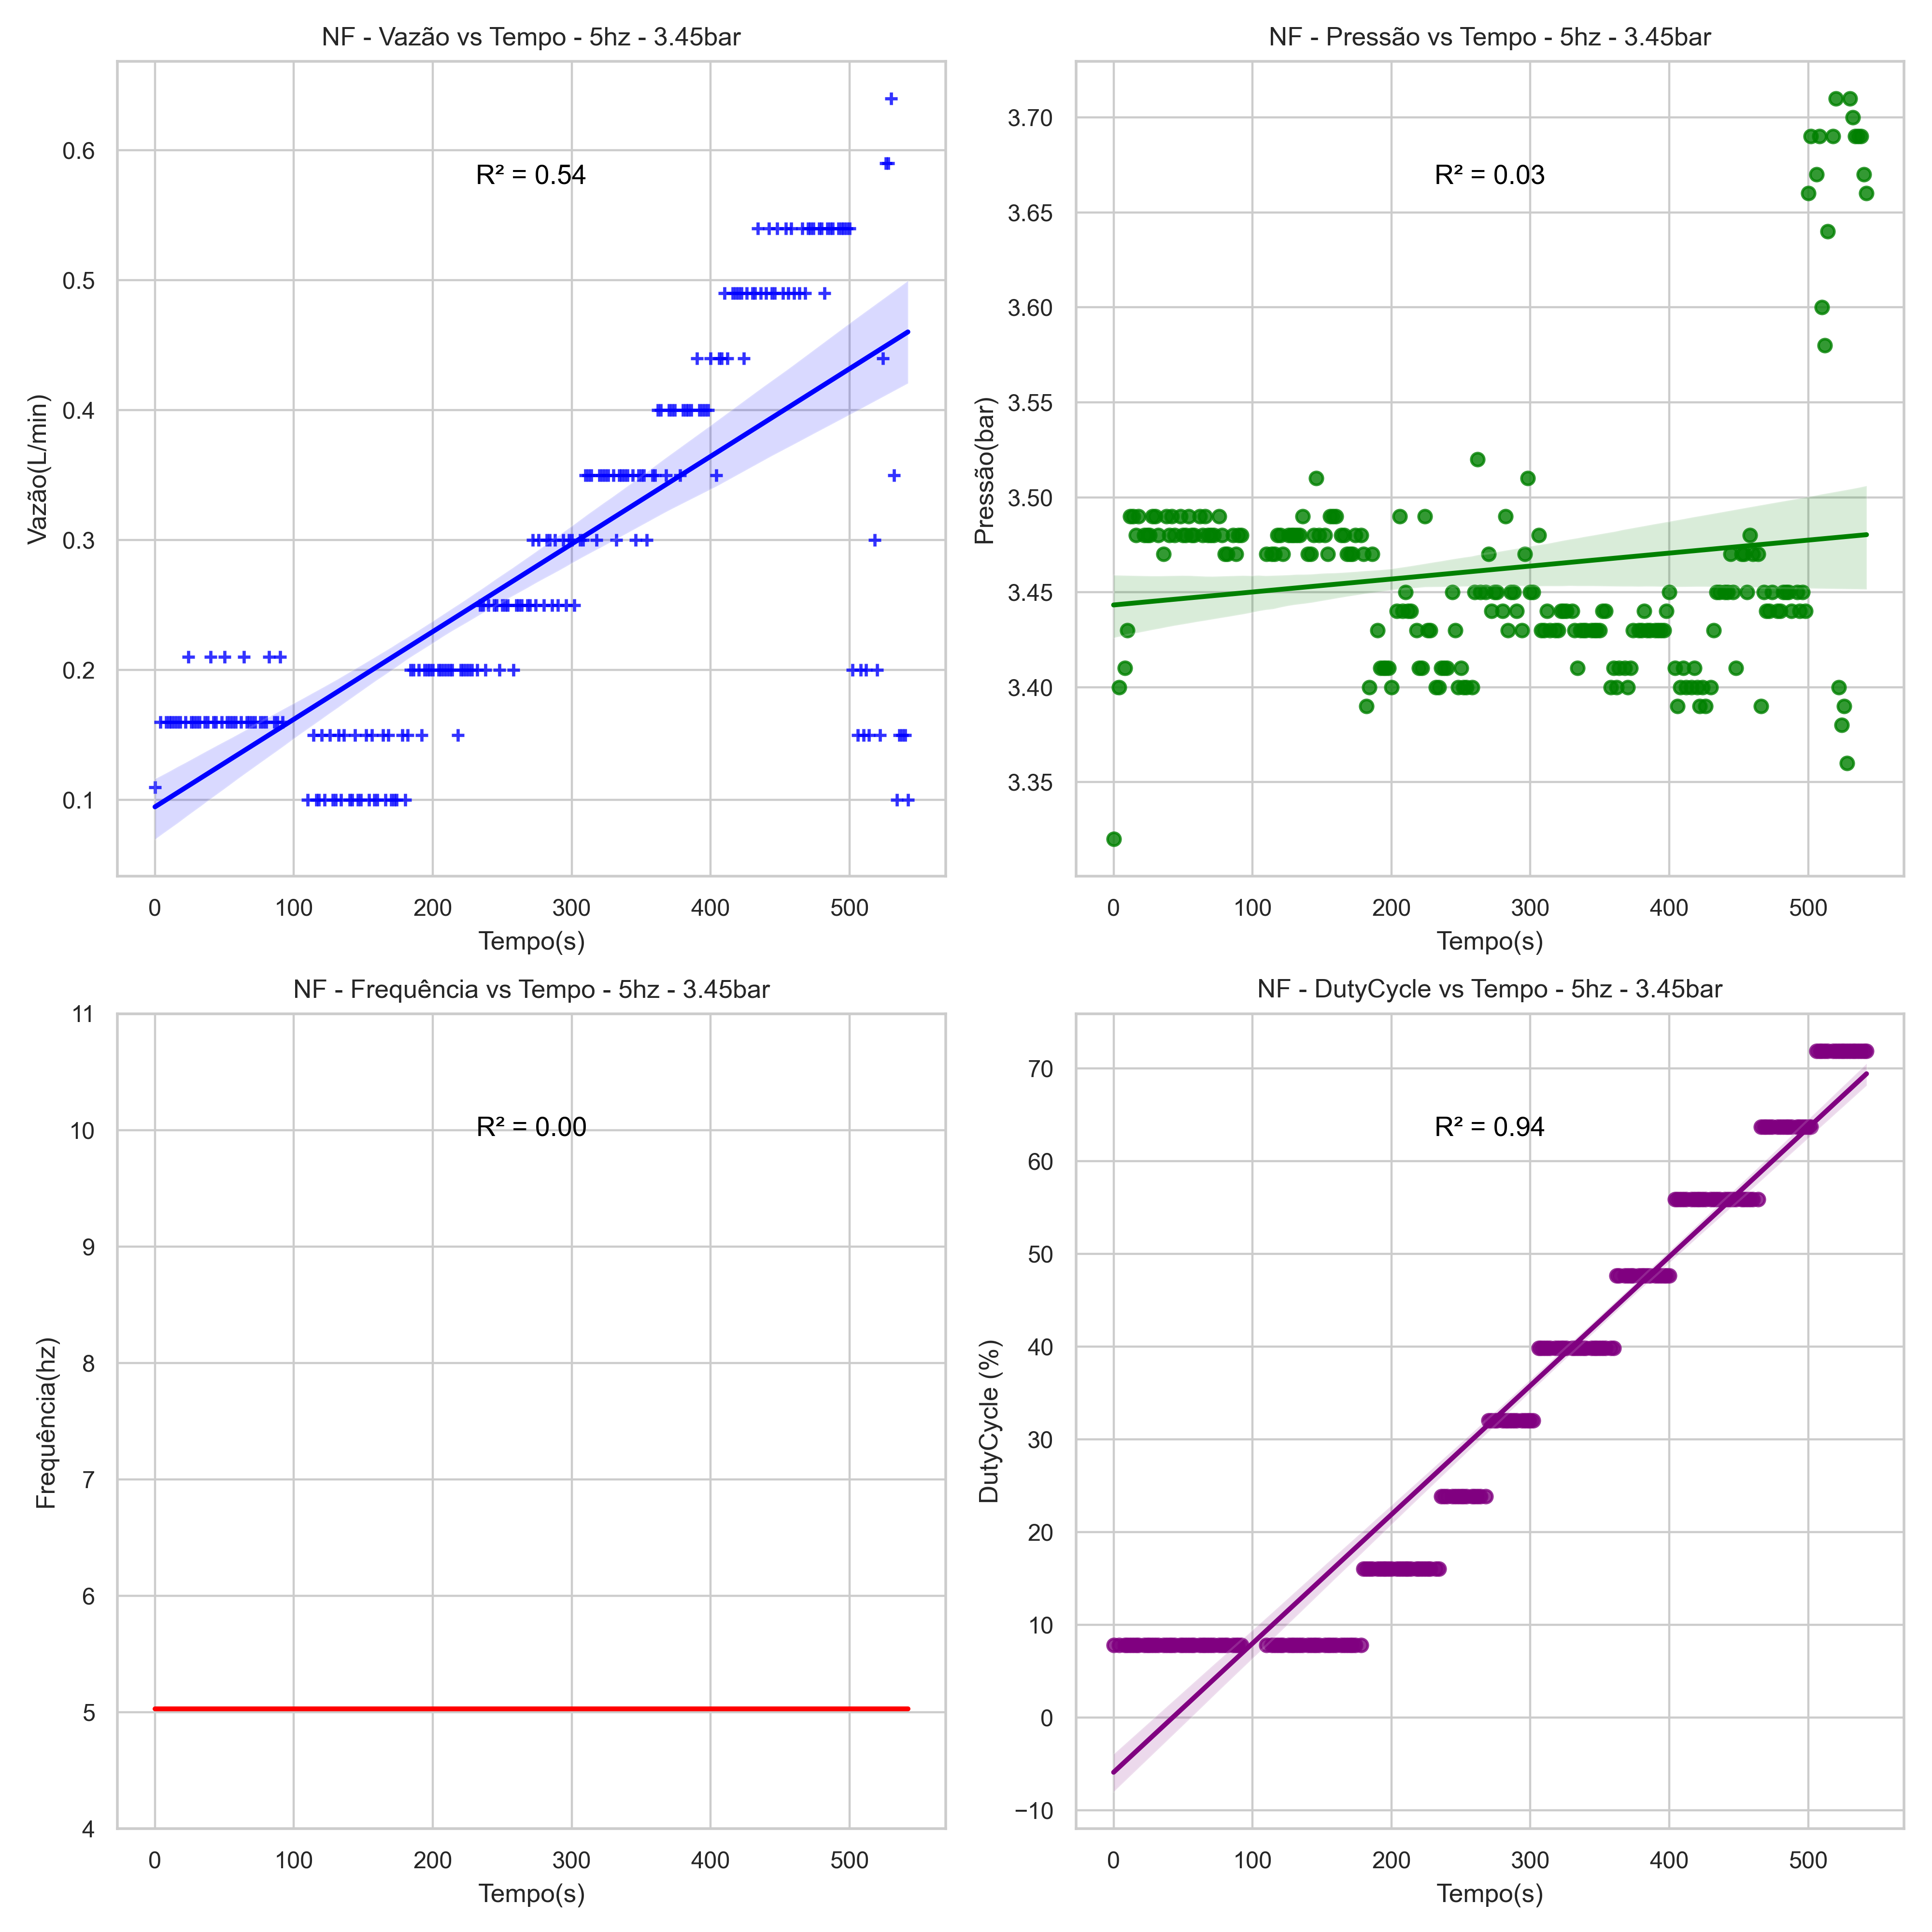 NF - Vazão vs Tempo - 5hz - 3.45bar
R² = 0.54
Vazão(L/min)
0.6
0.5
0.4
0.3
0.2
0.1
0 100 200 300 400 500
Tempo(s)
NF - Pressão vs Tempo - 5hz - 3.45bar
R² = 0.03
Pressão(bar)
3.70
3.65
3.60
3.55
3.50
3.45
3.40
3.35
0 100 200 300 400 500
Tempo(s)
NF - Frequência vs Tempo - 5hz - 3.45bar
R² = 0.00
Frequência(hz)
11
10
9
8
7
6
5
4
0 100 200 300 400 500
Tempo(s)
NF - DutyCycle vs Tempo - 5hz - 3.45bar
R² = 0.94
DutyCycle (%)
70
60
50
40
30
20
10
0
−10
0 100 200 300 400 500
Tempo(s)